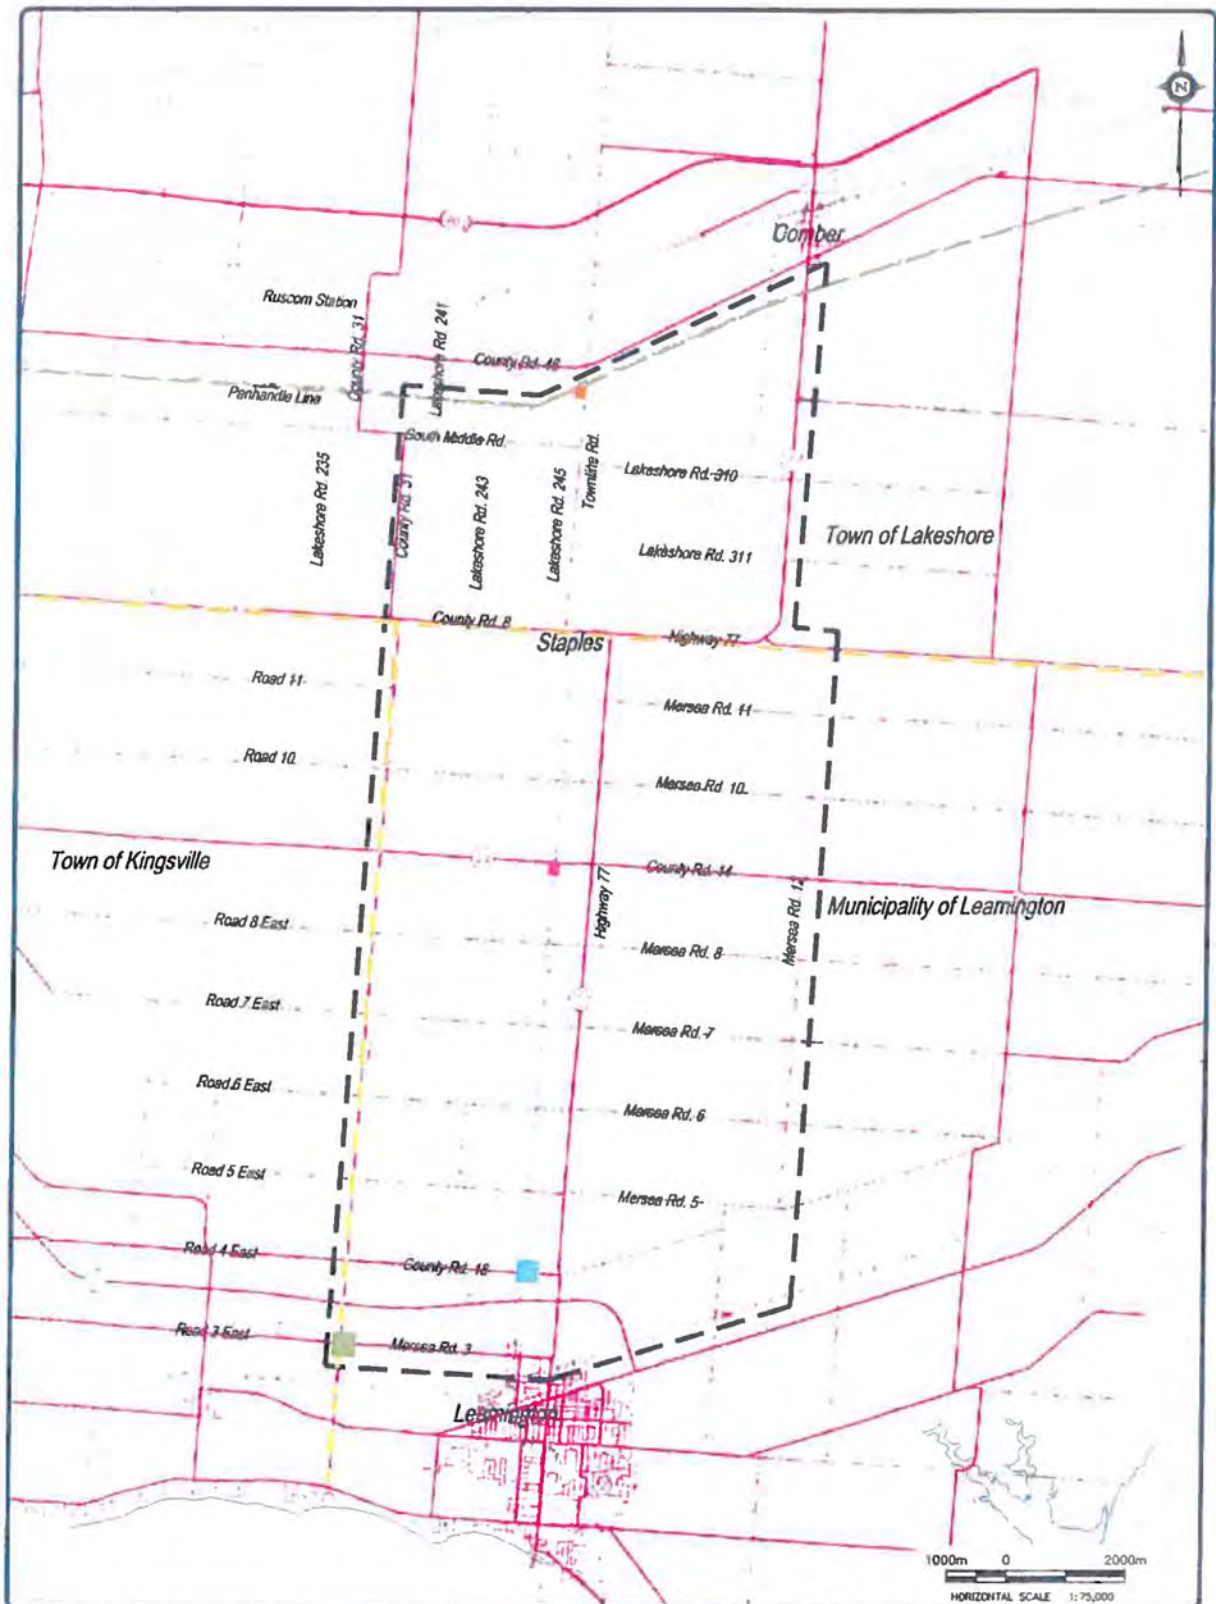 Comber
Ruscom Station
County Rd. 31
Lakeshore Rd. 241
County Rd. 46
Panhandle Line
South Middle Rd.
Lakeshore Rd. 235
County Rd. 31
Lakeshore Rd. 243
Lakeshore Rd. 245
Townline Rd.
Lakeshore Rd. 310
Lakeshore Rd. 311
Town of Lakeshore
County Rd. 8
Staples
Highway 77
Road 11
Mersea Rd. 11
Road 10
Mersea Rd. 10
Town of Kingsville
County Rd. 14
Highway 77
Mersea Rd. 12
Municipality of Leamington
Road 8 East
Mersea Rd. 8
Road 7 East
Mersea Rd. 7
Road 6 East
Mersea Rd. 6
Road 5 East
Mersea Rd. 5
Road 4 East
County Rd. 18
Road 3 East
Mersea Rd. 3
Leamington
1000m 0 2000m
HORIZONTAL SCALE 1:75,000